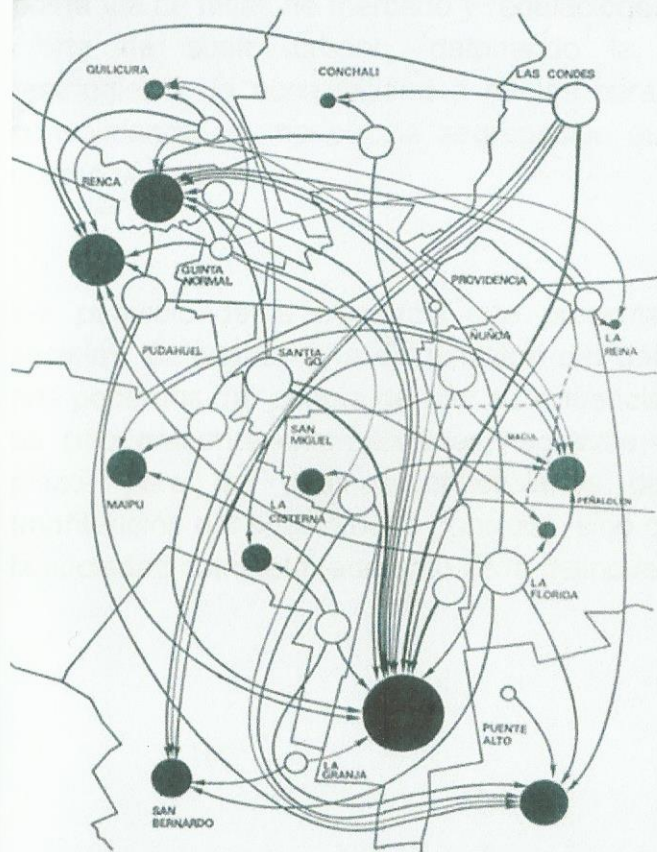 QUILICURA
CONCHALI
LAS CONDES
RENCA
QUINTA
NORMAL
PROVIDENCIA
LA
REINA
ÑUÑOA
PUDAHUEL
SANTIA-
GO
SAN
MIGUEL
MACUL
PEÑALOLEN
MAIPU
LA
CISTERNA
LA
FLORIDA
PUENTE
ALTO
LA
GRANJA
SAN
BERNARDO